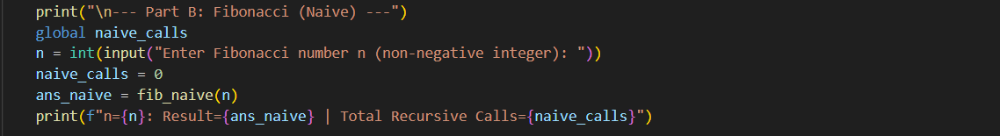 print("\n--- Part B: Fibonacci (Naive) ---")
global naive_calls
n = int(input("Enter Fibonacci number n (non-negative integer): "))
naive_calls = 0
ans_naive = fib_naive(n)
print(f"n={n}: Result={ans_naive} | Total Recursive Calls={naive_calls}")